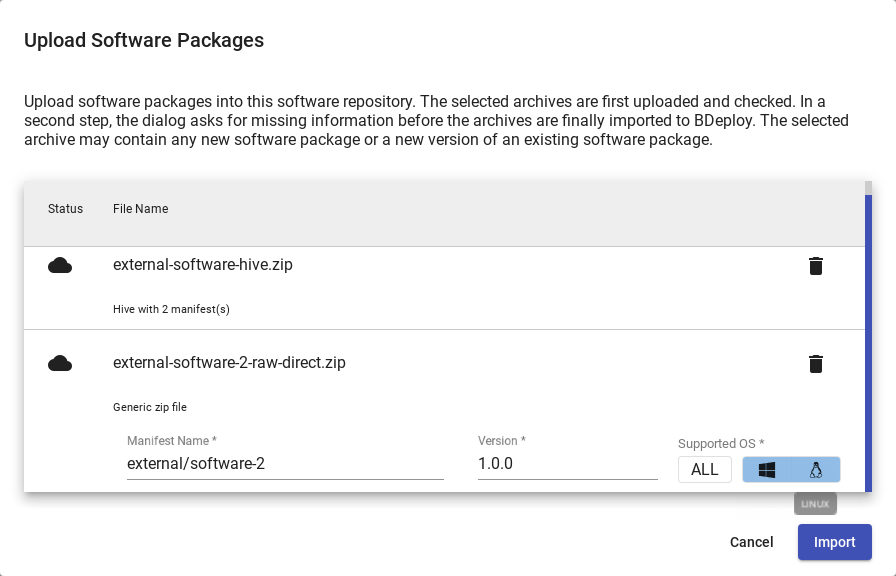 Upload Software Packages
Upload software packages into this software repository. The selected archives are first uploaded and checked. In a
second step, the dialog asks for missing information before the archives are finally imported to BDeploy. The selected
archive may contain any new software package or a new version of an existing software package.
Status File Name
external-software-hive.zip
Hive with 2 manifest(s)
external-software-2-raw-direct.zip
Generic zip file
Manifest Name * Version * Supported OS *
external/software-2 1.0.0 ALL
LINUX
Cancel Import